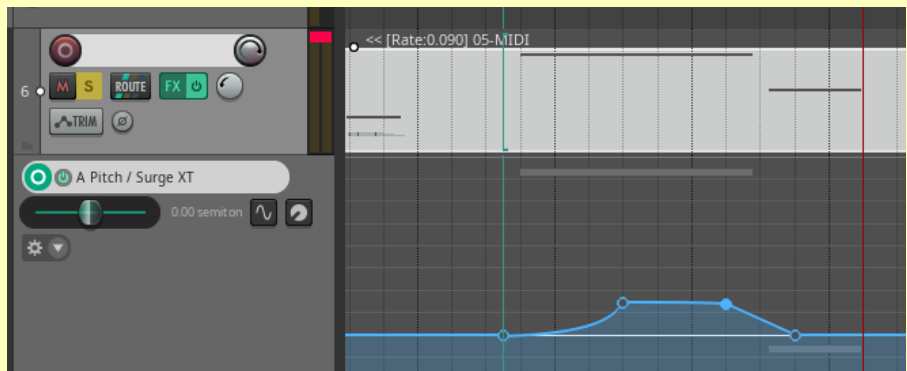 << [Rate:0.090] 05-MIDI
6
M S ROUTE FX
TRIM
A Pitch / Surge XT
0.00 semiton